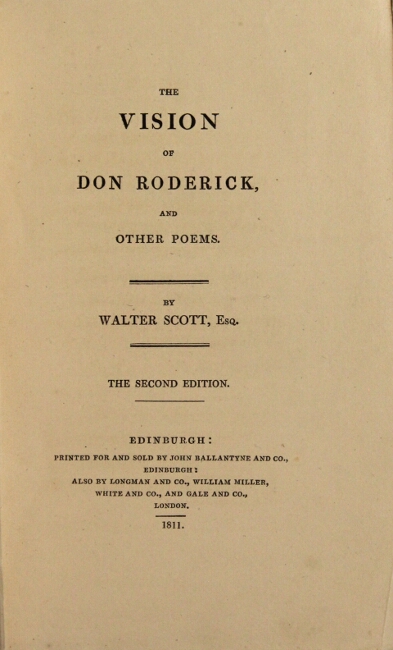 THE
VISION
OF
DON RODERICK,
AND
OTHER POEMS.
BY
WALTER SCOTT, Esq.
THE SECOND EDITION.
EDINBURGH:
PRINTED FOR AND SOLD BY JOHN BALLANTYNE AND CO.,
EDINBURGH:
ALSO BY LONGMAN AND CO., WILLIAM MILLER,
WHITE AND CO., AND GALE AND CO.,
LONDON.
1811.